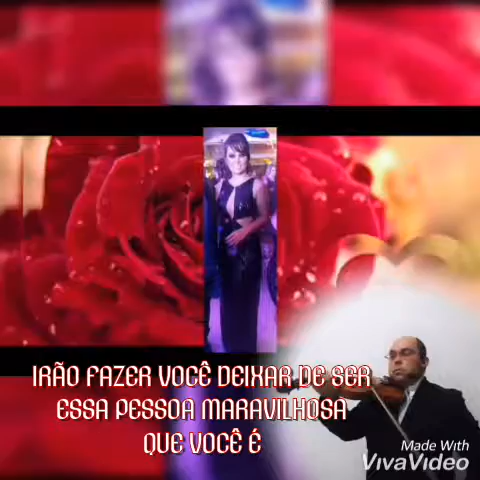 IRÃO FAZER VOCÊ DEIXAR DE SER
ESSA PESSOA MARAVILHOSA
QUE VOCÊ É
Made With
VivaVideo